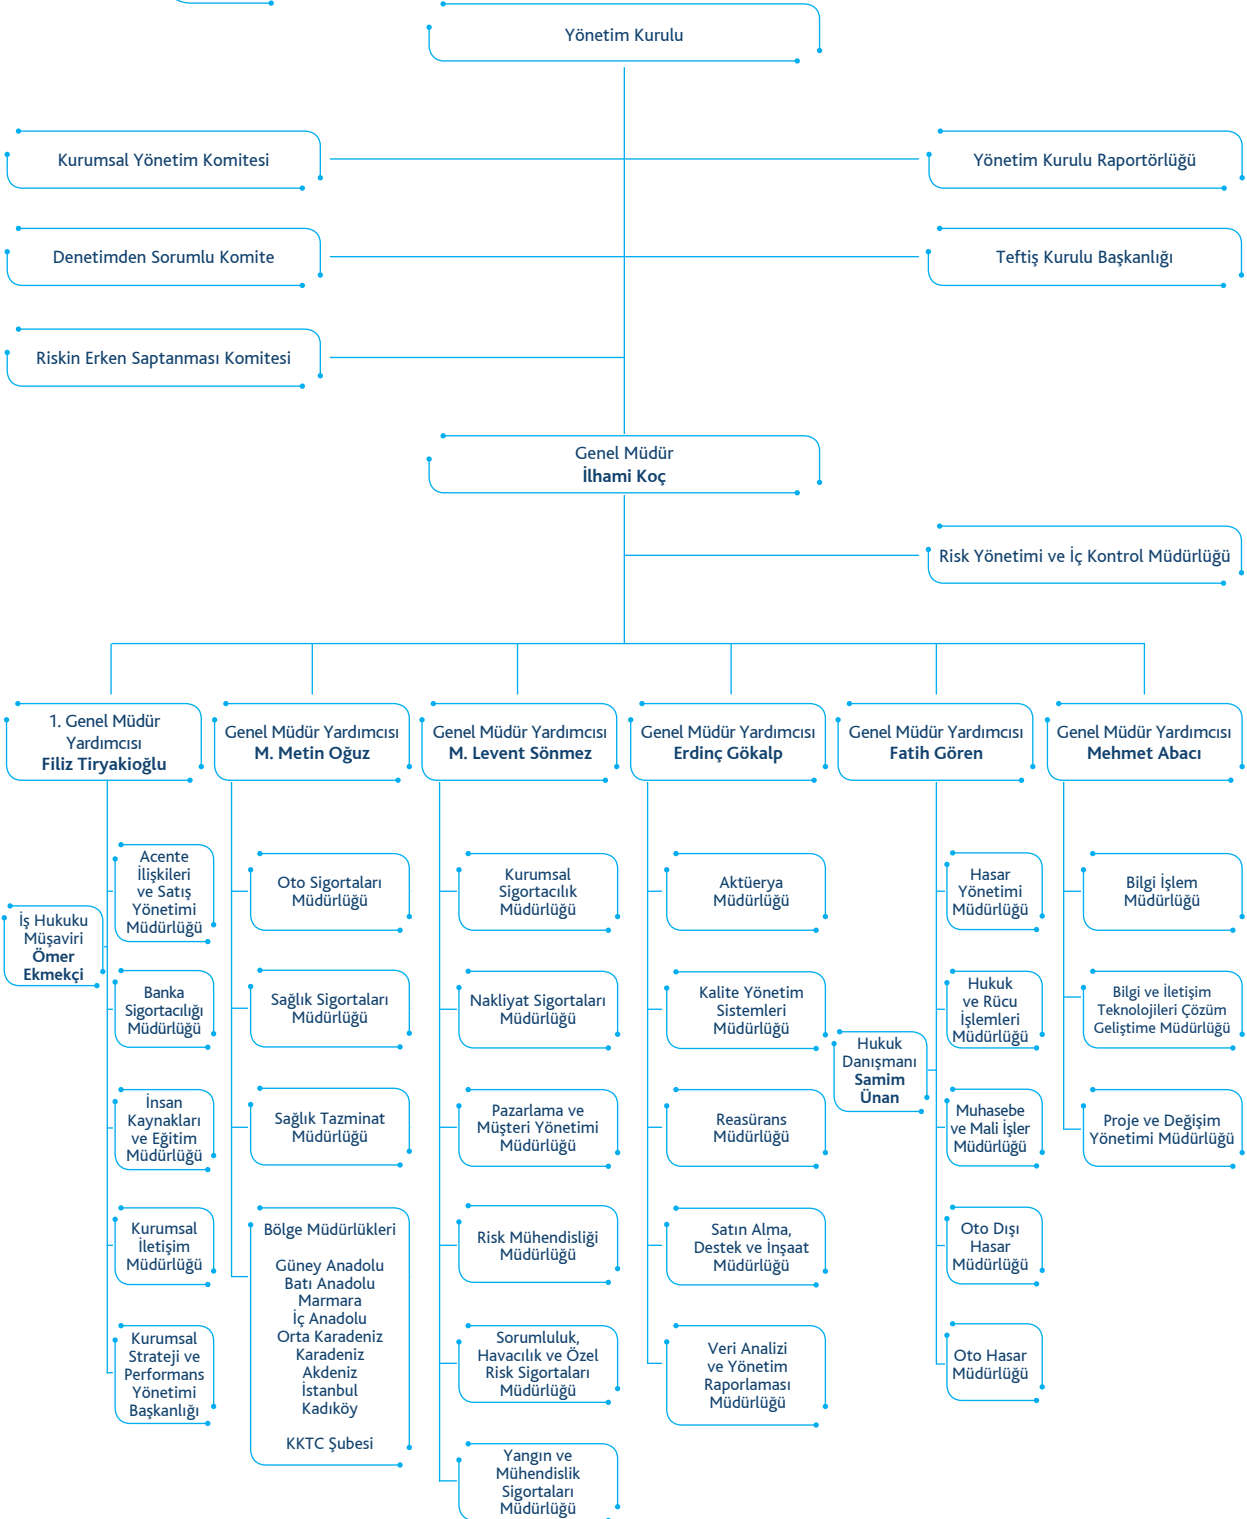 Yönetim Kurulu
Kurumsal Yönetim Komitesi
Yönetim Kurulu Raportörlüğü
Denetimden Sorumlu Komite
Teftiş Kurulu Başkanlığı
Riskin Erken Saptanması Komitesi
Genel Müdür
İlhami Koç
Risk Yönetimi ve İç Kontrol Müdürlüğü
1. Genel Müdür
Yardımcısı
Filiz Tiryakioğlu
Genel Müdür Yardımcısı
M. Metin Oğuz
Genel Müdür Yardımcısı
M. Levent Sönmez
Genel Müdür Yardımcısı
Erdinç Gökalp
Genel Müdür Yardımcısı
Fatih Gören
Genel Müdür Yardımcısı
Mehmet Abacı
İş Hukuku
Müşaviri
Ömer
Ekmekçi
Acente
İlişkileri
ve Satış
Yönetimi
Müdürlüğü
Banka
Sigortacılığı
Müdürlüğü
İnsan
Kaynakları
ve Eğitim
Müdürlüğü
Kurumsal
İletişim
Müdürlüğü
Kurumsal
Strateji ve
Performans
Yönetimi
Başkanlığı
Oto Sigortaları
Müdürlüğü
Sağlık Sigortaları
Müdürlüğü
Sağlık Tazminat
Müdürlüğü
Bölge Müdürlükleri
Güney Anadolu
Batı Anadolu
Marmara
İç Anadolu
Orta Karadeniz
Karadeniz
Akdeniz
İstanbul
Kadıköy
KKTC Şubesi
Kurumsal
Sigortacılık
Müdürlüğü
Nakliyat Sigortaları
Müdürlüğü
Pazarlama ve
Müşteri Yönetimi
Müdürlüğü
Risk Mühendisliği
Müdürlüğü
Sorumluluk,
Havacılık ve Özel
Risk Sigortaları
Müdürlüğü
Yangın ve
Mühendislik
Sigortaları
Müdürlüğü
Aktüerya
Müdürlüğü
Kalite Yönetim
Sistemleri
Müdürlüğü
Reasürans
Müdürlüğü
Satın Alma,
Destek ve İnşaat
Müdürlüğü
Veri Analizi
ve Yönetim
Raporlaması
Müdürlüğü
Hukuk
Danışmanı
Samim
Ünan
Hasar
Yönetimi
Müdürlüğü
Hukuk
ve Rücu
İşlemleri
Müdürlüğü
Muhasebe
ve Mali İşler
Müdürlüğü
Oto Dışı
Hasar
Müdürlüğü
Oto Hasar
Müdürlüğü
Bilgi İşlem
Müdürlüğü
Bilgi ve İletişim
Teknolojileri Çözüm
Geliştime Müdürlüğü
Proje ve Değişim
Yönetimi Müdürlüğü